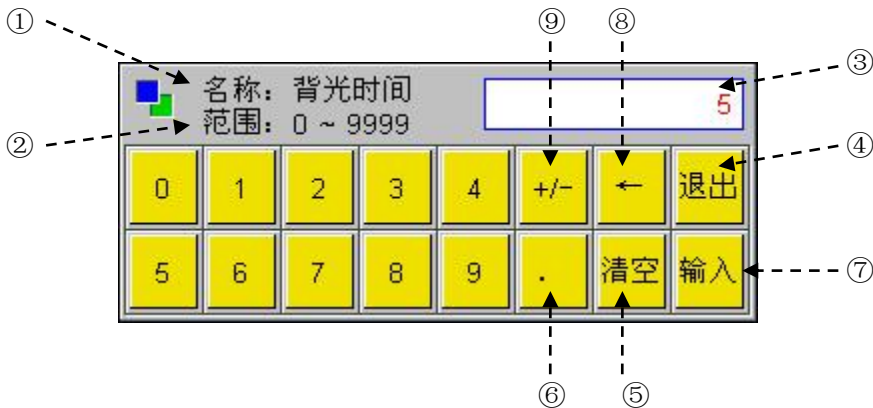 ① ⑨ ⑧
名称：背光时间 5 ③
② 范围：0 ~ 9999
0 1 2 3 4 +/- ← 退出 ④
5 6 7 8 9 . 清空 输入 ⑦
⑥ ⑤